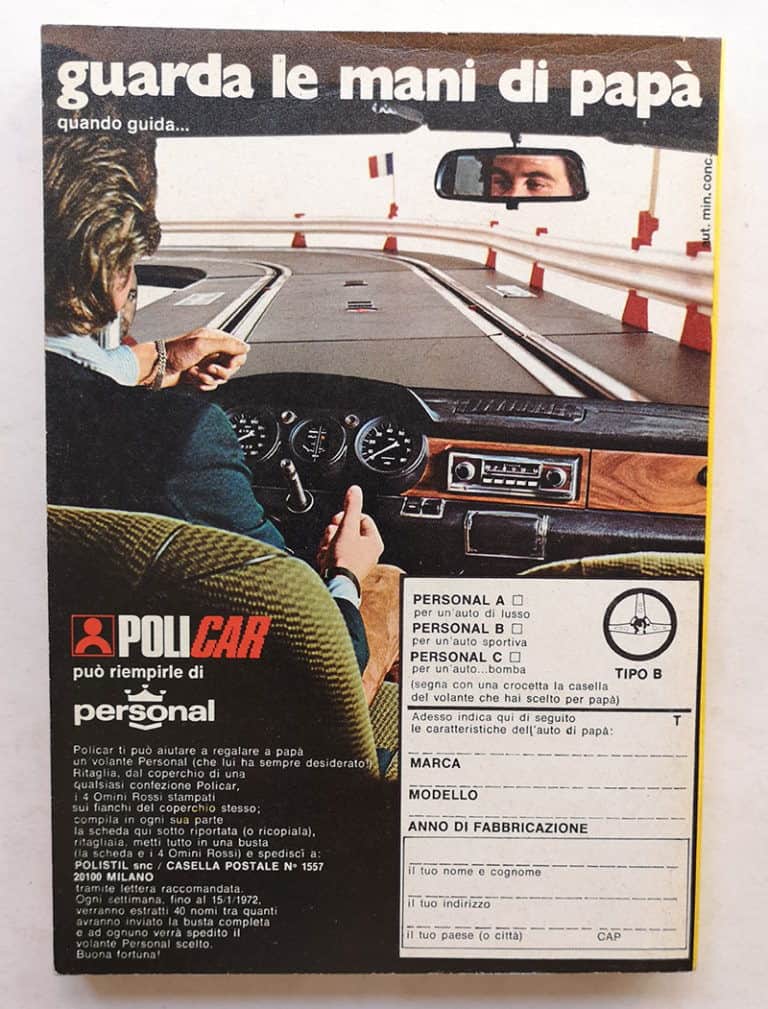 guarda le mani di papà
quando guida...
aut. min. conc.
POLICAR
può riempirle di
personal
Policar ti può aiutare a regalare a papà
un volante Personal (che lui ha sempre desiderato!).
Ritaglia, dal coperchio di una
qualsiasi confezione Policar,
i 4 Omini Rossi stampati
sui fianchi del coperchio stesso;
compila in ogni sua parte
la scheda qui sotto riportata (o ricopiala),
ritagliala, metti tutto in una busta
(la scheda e i 4 Omini Rossi) e spedisci a:
POLISTIL snc / CASELLA POSTALE N° 1557
20100 MILANO
tramite lettera raccomandata.
Ogni settimana, fino al 15/1/1972,
verranno estratti 40 nomi tra quanti
avranno inviato la busta completa
e ad ognuno verrà spedito il
volante Personal scelto.
Buona fortuna!
PERSONAL A
per un'auto di lusso
PERSONAL B
per un'auto sportiva
PERSONAL C
per un'auto...bomba
(segna con una crocetta la casella
del volante che hai scelto per papà)
TIPO B
Adesso indica qui di seguito
le caratteristiche dell'auto di papà:
T
MARCA
MODELLO
ANNO DI FABBRICAZIONE
il tuo nome e cognome
il tuo indirizzo
il tuo paese (o città) CAP